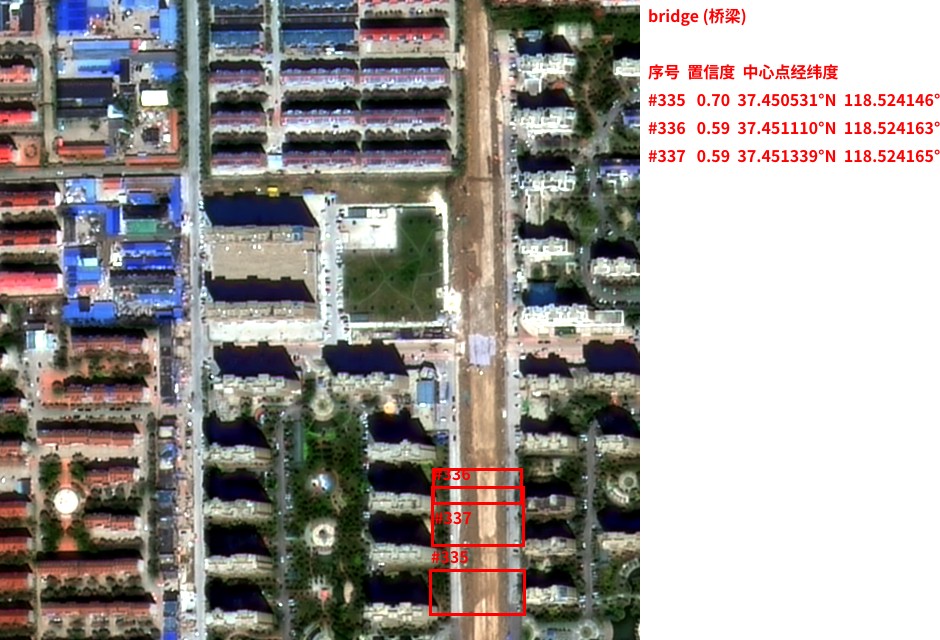 bridge (桥梁)
序号 置信度 中心点经纬度
#335 0.70 37.450531°N 118.524146°
#336 0.59 37.451110°N 118.524163°
#337 0.59 37.451339°N 118.524165°
#336
#337
#335